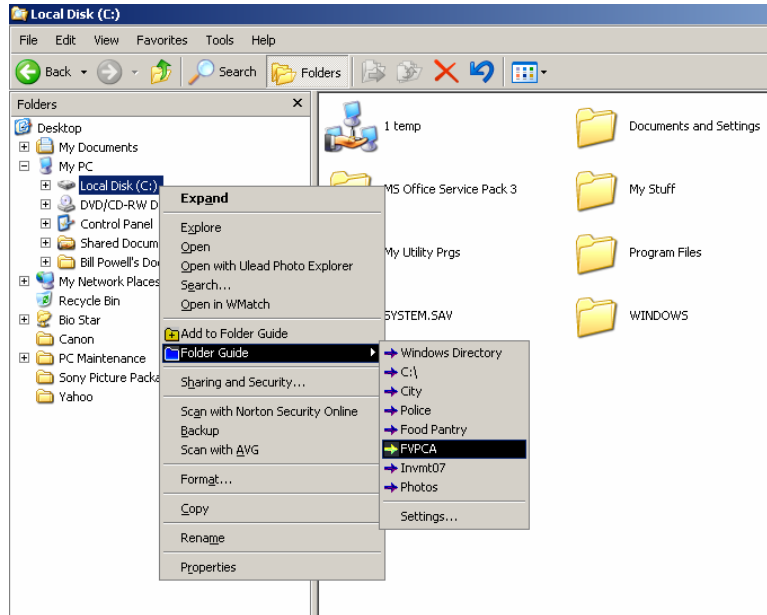 Local Disk (C:)
File Edit View Favorites Tools Help
Back Search Folders
Folders
Desktop
My Documents
My PC
Local Disk (C:)
DVD/CD-RW D
Control Panel
Shared Docum
Bill Powell's Do
My Network Places
Recycle Bin
Bio Star
Canon
PC Maintenance
Sony Picture Packa
Yahoo
Expand
Explore
Open
Open with Ulead Photo Explorer
Search...
Open in WMatch
Add to Folder Guide
Folder Guide
Sharing and Security...
Scan with Norton Security Online
Backup
Scan with AVG
Format...
Copy
Rename
Properties
Windows Directory
C:\
City
Police
Food Pantry
FVPCA
Invmt07
Photos
Settings...
1 temp
Documents and Settings
MS Office Service Pack 3
My Stuff
My Utility Prgs
Program Files
SYSTEM.SAV
WINDOWS